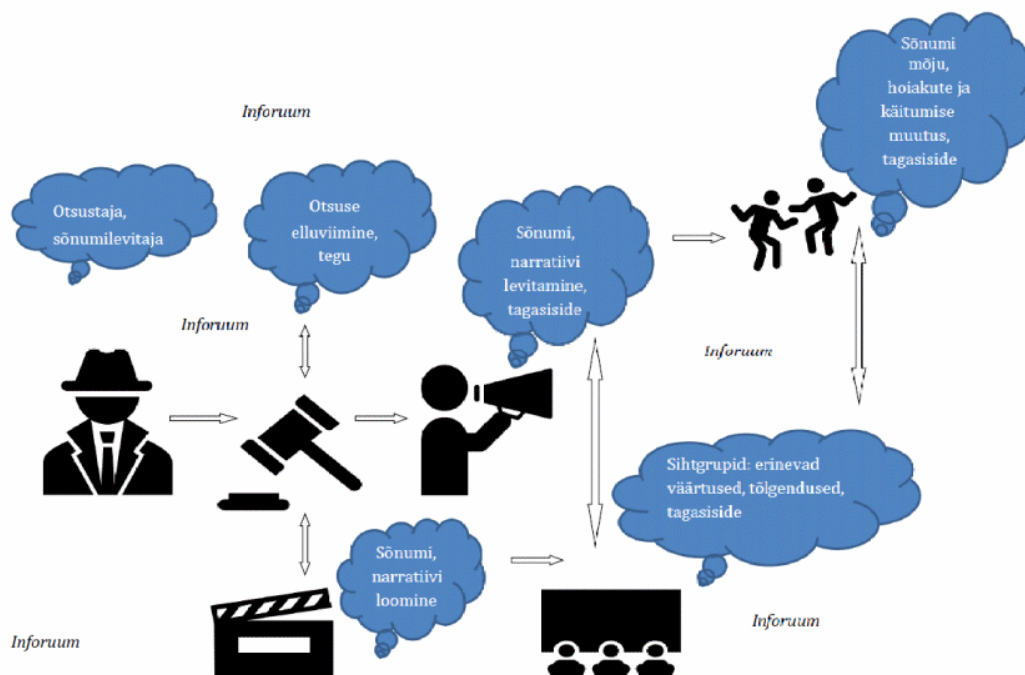 Sõnumi
mõju,
hoiakute ja
käitumise
muutus,
tagasiside
Inforuum
Otsustaja,
sõnumilevitaja
Otsuse
elluviimine,
tegu
Sõnumi,
narratiivi
levitamine,
tagasiside
Inforuum
Inforuum
Sihtgrupid: erinevad
väärtused, tõlgendused,
tagasiside
Sõnumi,
narratiivi
loomine
Inforuum
Inforuum